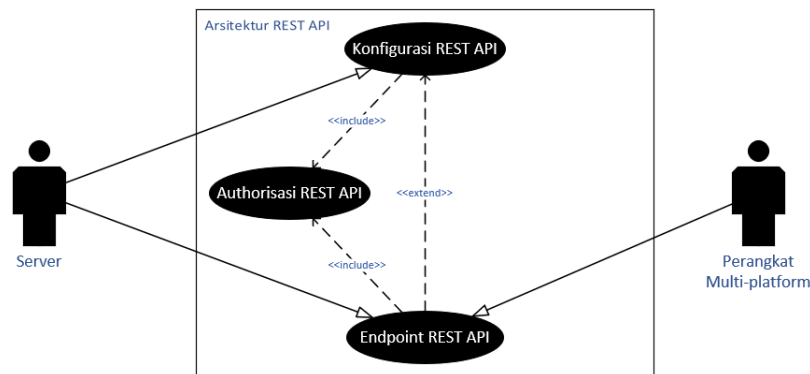 Arsitektur REST API
Konfigurasi REST API
<<include>>
Authorisasi REST API
<<extend>>
Server
Perangkat
Multi-platform
<<include>>
Endpoint REST API